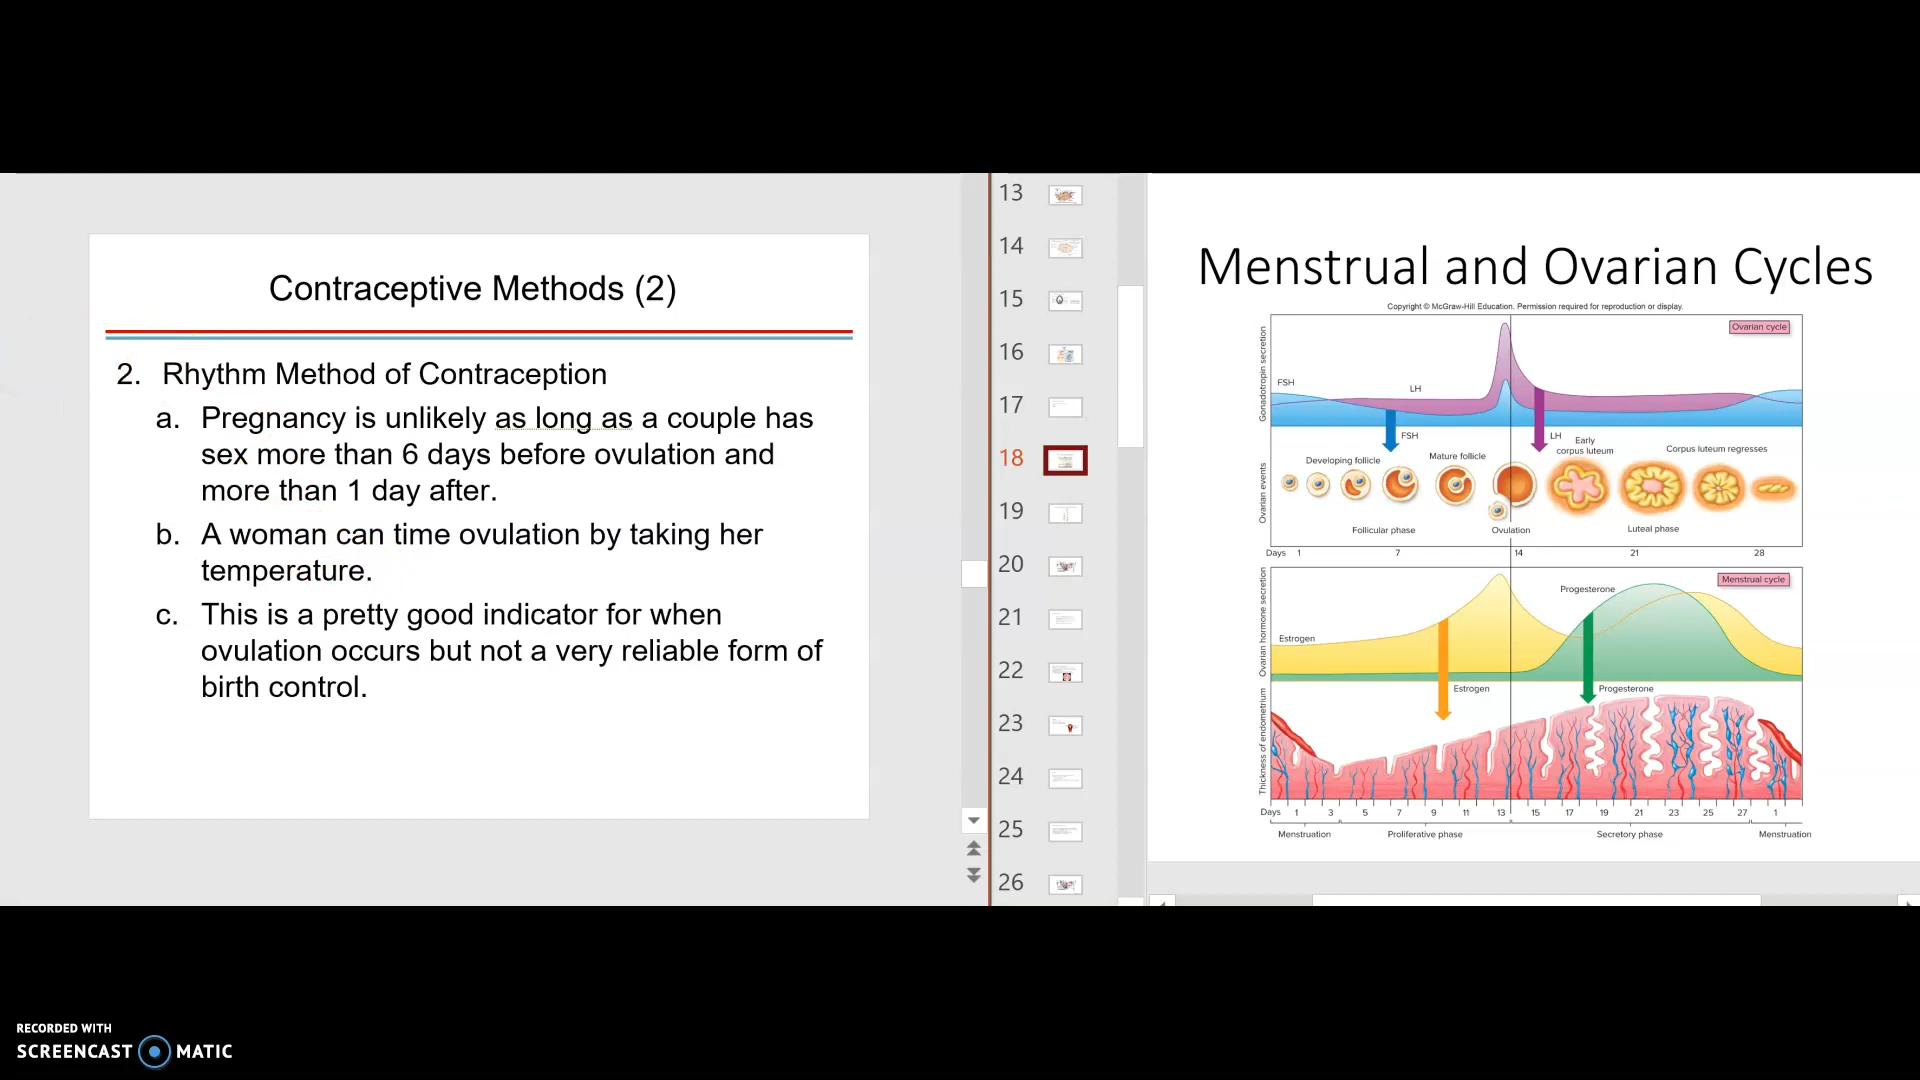 Contraceptive Methods (2)
2. Rhythm Method of Contraception
a. Pregnancy is unlikely as long as a couple has
sex more than 6 days before ovulation and
more than 1 day after.
b. A woman can time ovulation by taking her
temperature.
c. This is a pretty good indicator for when
ovulation occurs but not a very reliable form of
birth control.
13
14
15
16
17
18
19
20
21
22
23
24
25
26
Menstrual and Ovarian Cycles
Copyright © McGraw-Hill Education. Permission required for reproduction or display.
Ovarian cycle
Gonadotropin secretion
FSH
LH
FSH
LH
Ovarian events
Developing follicle
Mature follicle
Early
corpus luteum
Corpus luteum regresses
Follicular phase
Ovulation
Luteal phase
Days 1 7 14 21 28
Menstrual cycle
Ovarian hormone secretion
Progesterone
Estrogen
Estrogen
Progesterone
Thickness of endometrium
Days 1 3 5 7 9 11 13 15 17 19 21 23 25 27 1
Menstruation Proliferative phase Secretory phase Menstruation
RECORDED WITH
SCREENCAST MATIC